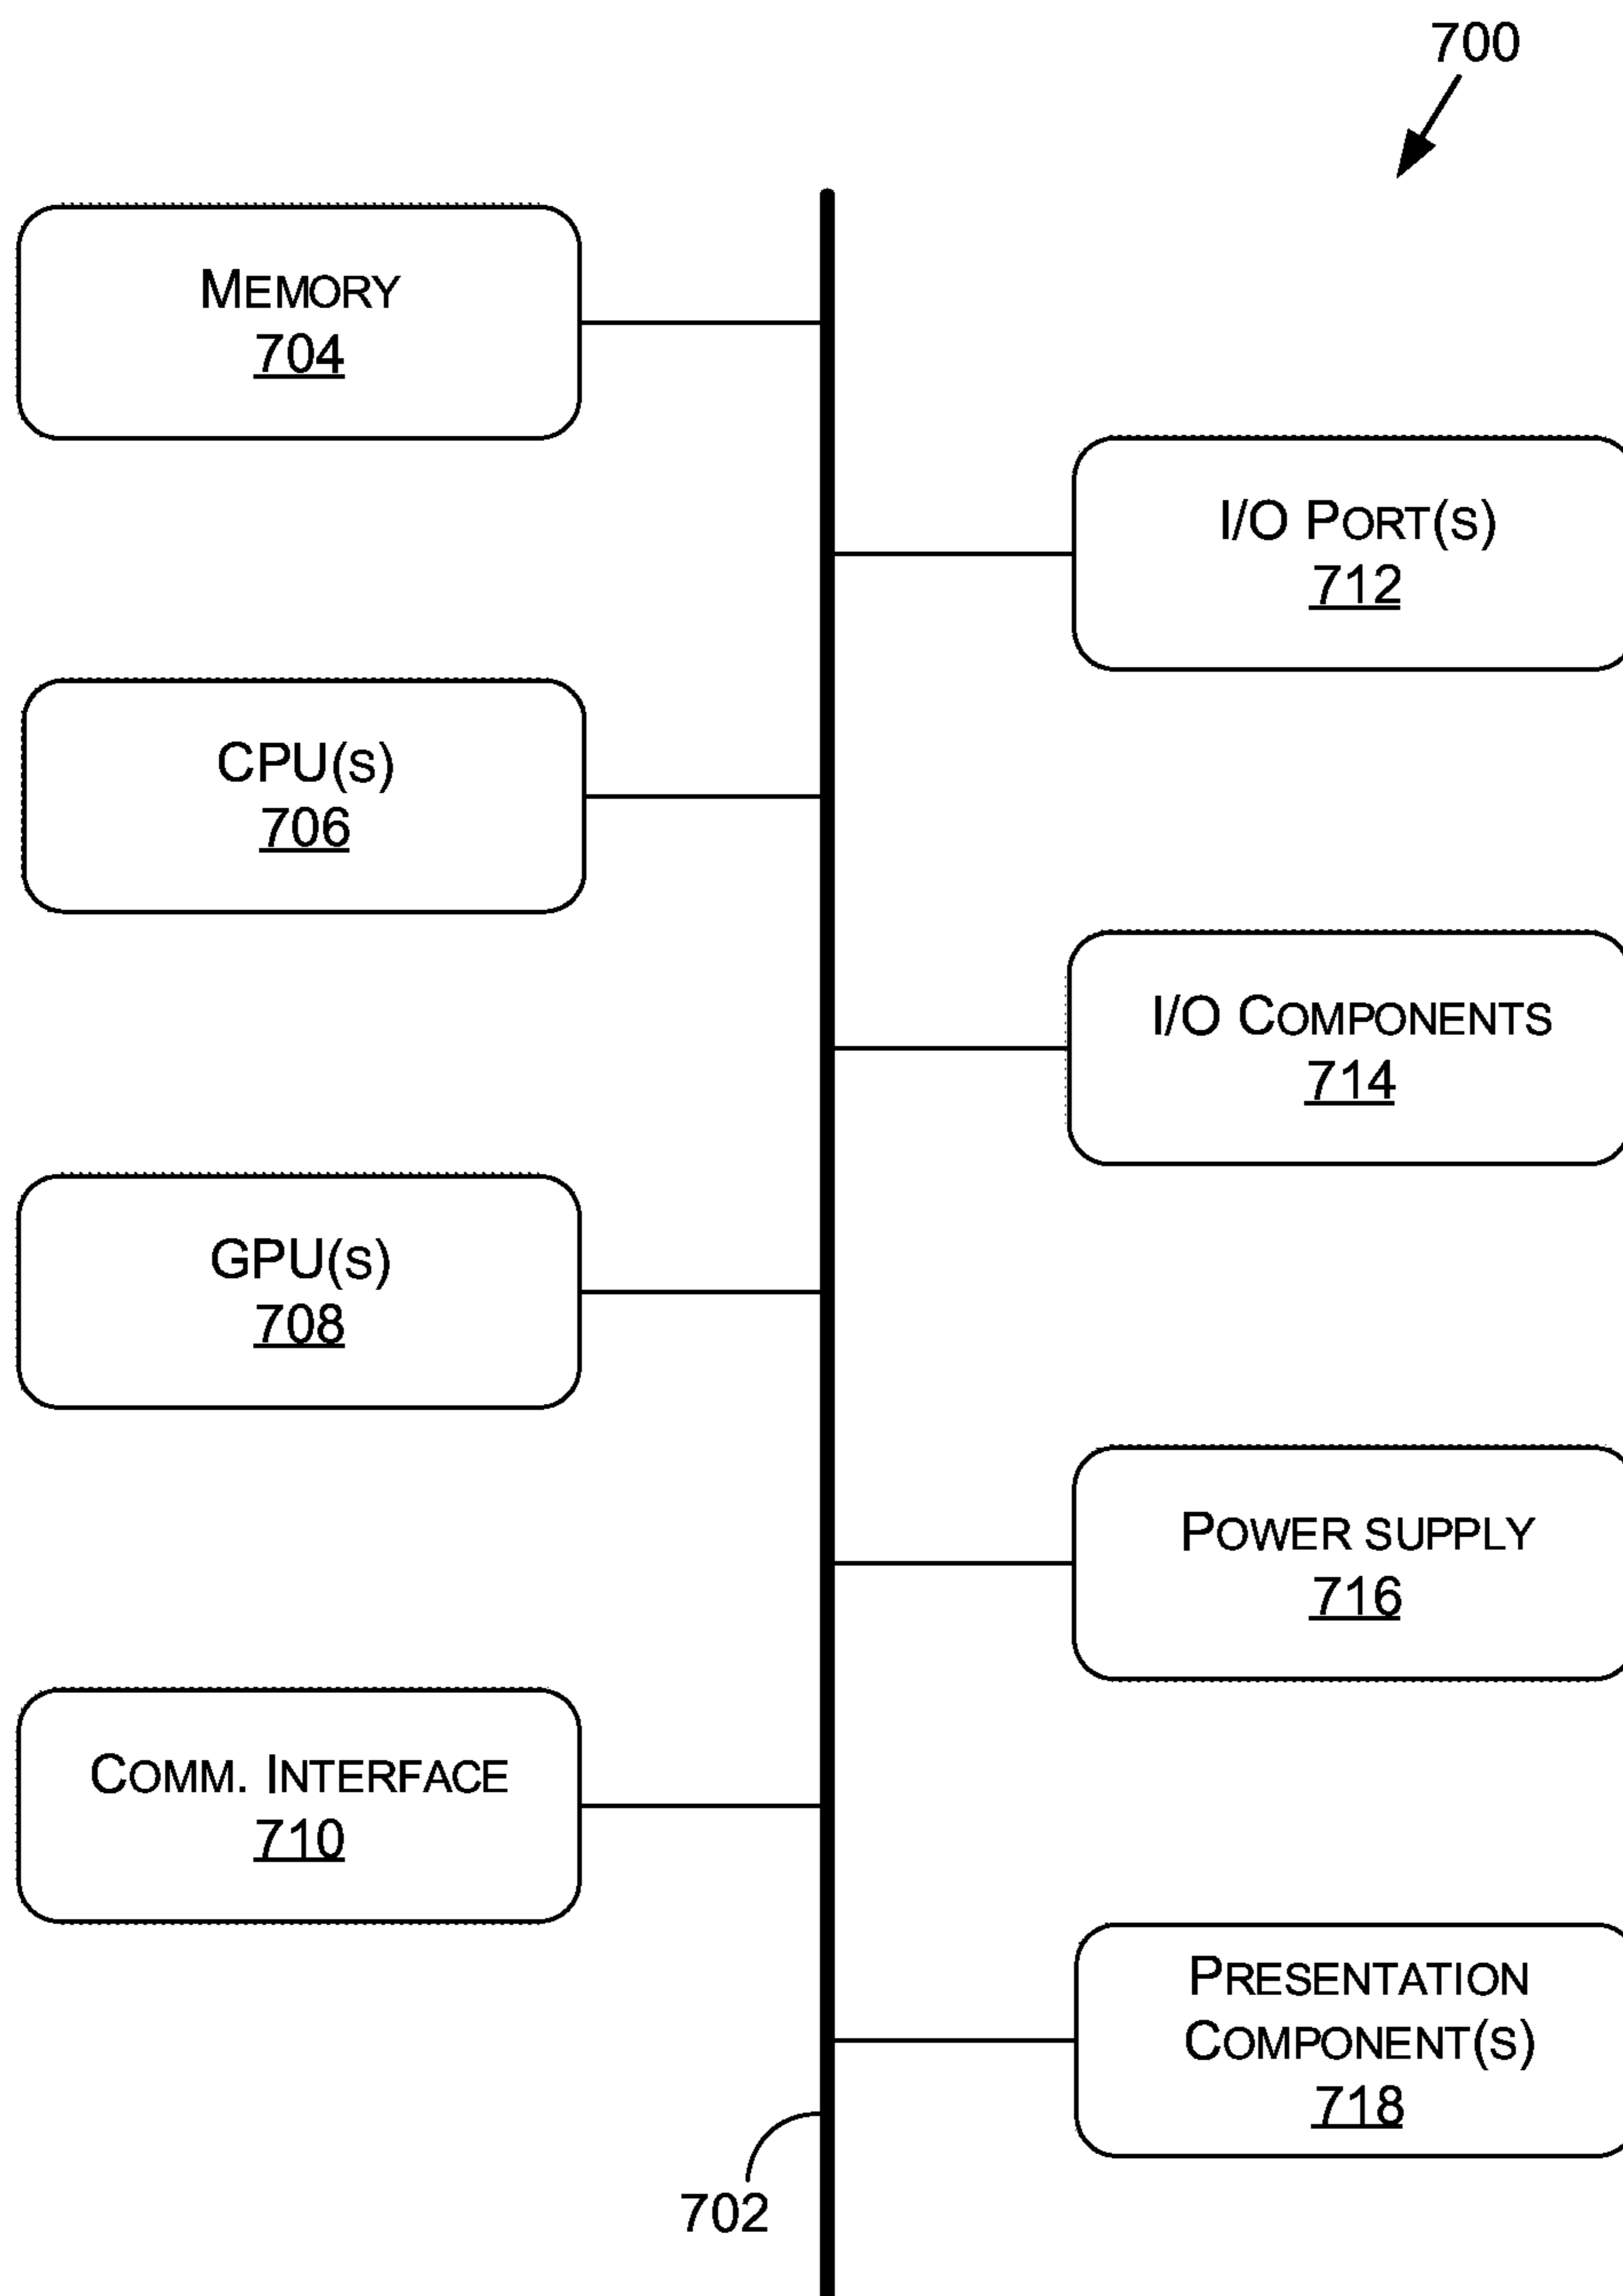 700
MEMORY
704
I/O PORT(S)
712
CPU(S)
706
I/O COMPONENTS
714
GPU(S)
708
POWER SUPPLY
716
COMM. INTERFACE
710
PRESENTATION
COMPONENT(S)
718
702